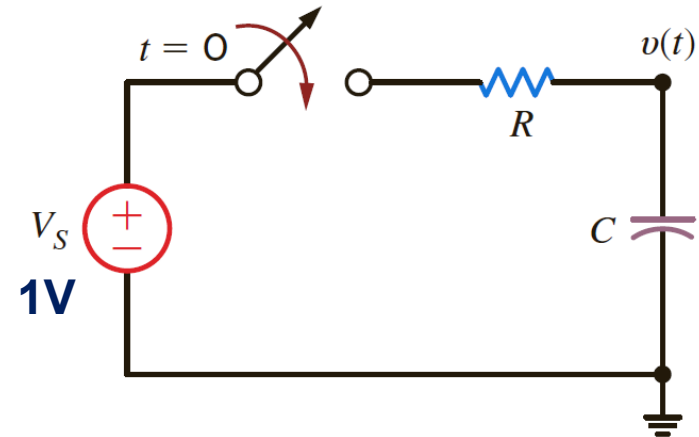 t = 0
v(t)
R
V_S
+
−
1V
C